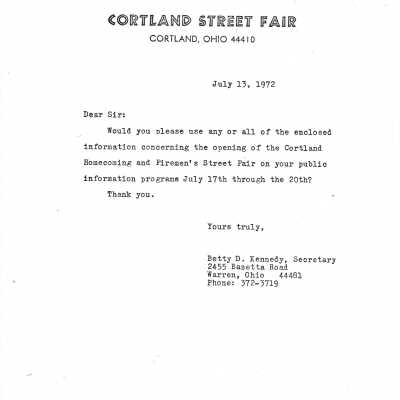 CORTLAND STREET FAIR
CORTLAND, OHIO 44410
July 13, 1972
Dear Sir:
Would you please use any or all of the enclosed
information concerning the opening of the Cortland
Homecoming and Firemen's Street Fair on your public
information programs July 17th through the 20th?
Thank you.
Yours truly,
Betty D. Kennedy, Secretary
2455 Bazetta Road
Warren, Ohio 44481
Phone: 372-3719